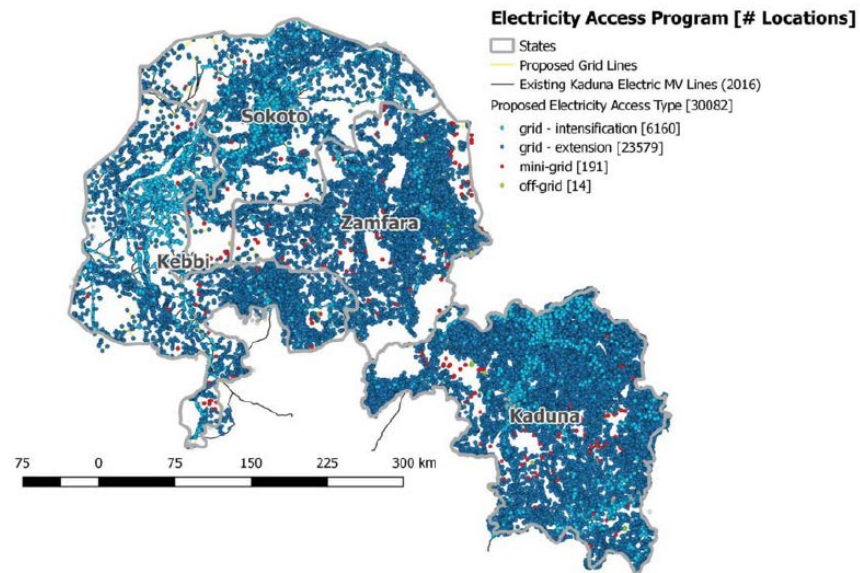 Electricity Access Program [# Locations]
States
Proposed Grid Lines
Existing Kaduna Electric MV Lines (2016)
Proposed Electricity Access Type [30082]
grid - intensification [6160]
grid - extension [23579]
mini-grid [191]
off-grid [14]
Sokoto
Zamfara
Kebbi
Kaduna
75 0 75 150 225 300 km